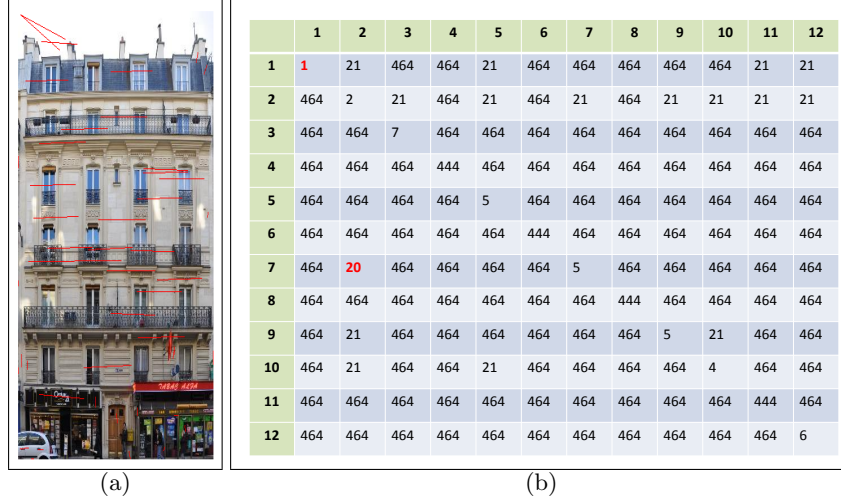 1 2 3 4 5 6 7 8 9 10 11 12
1 1 21 464 464 21 464 464 464 464 464 21 21
2 464 2 21 464 21 464 21 464 21 21 21 21
3 464 464 7 464 464 464 464 464 464 464 464 464
4 464 464 464 444 464 464 464 464 464 464 464 464
5 464 464 464 464 5 464 464 464 464 464 464 464
6 464 464 464 464 464 444 464 464 464 464 464 464
7 464 20 464 464 464 464 5 464 464 464 464 464
8 464 464 464 464 464 464 464 444 464 464 464 464
9 464 21 464 464 464 464 464 464 5 21 464 464
10 464 21 464 464 21 464 464 464 464 4 464 464
11 464 464 464 464 464 464 464 464 464 464 444 464
12 464 464 464 464 464 464 464 464 464 464 464 6
TABAC ALFA
(a) (b)